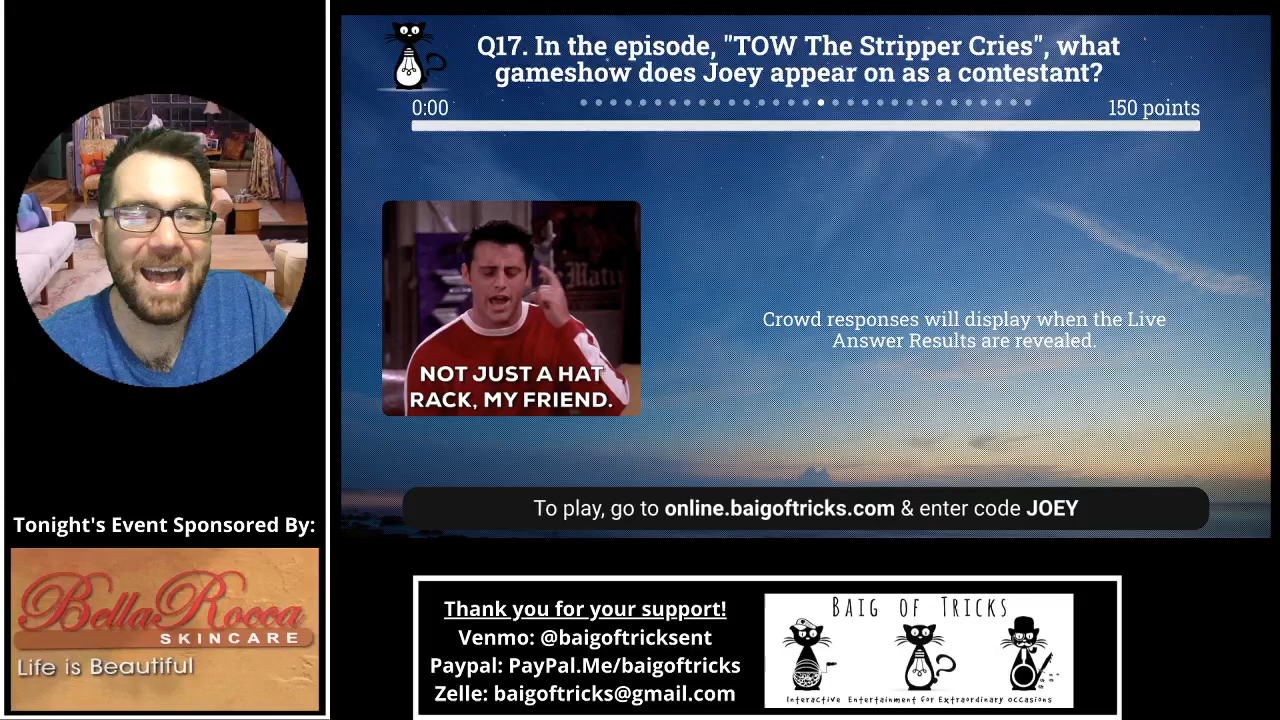 Q17. In the episode, "TOW The Stripper Cries", what
gameshow does Joey appear on as a contestant?
0:00
150 points
NOT JUST A HAT
RACK, MY FRIEND.
Crowd responses will display when the Live
Answer Results are revealed.
To play, go to online.baigoftricks.com & enter code JOEY
Tonight's Event Sponsored By:
BellaRocca
SKINCARE
Life is Beautiful
Thank you for your support!
Venmo: @baigoftricksent
Paypal: PayPal.Me/baigoftricks
Zelle: baigoftricks@gmail.com
BAIG OF TRICKS
Interactive Entertainment for Extraordinary occasions